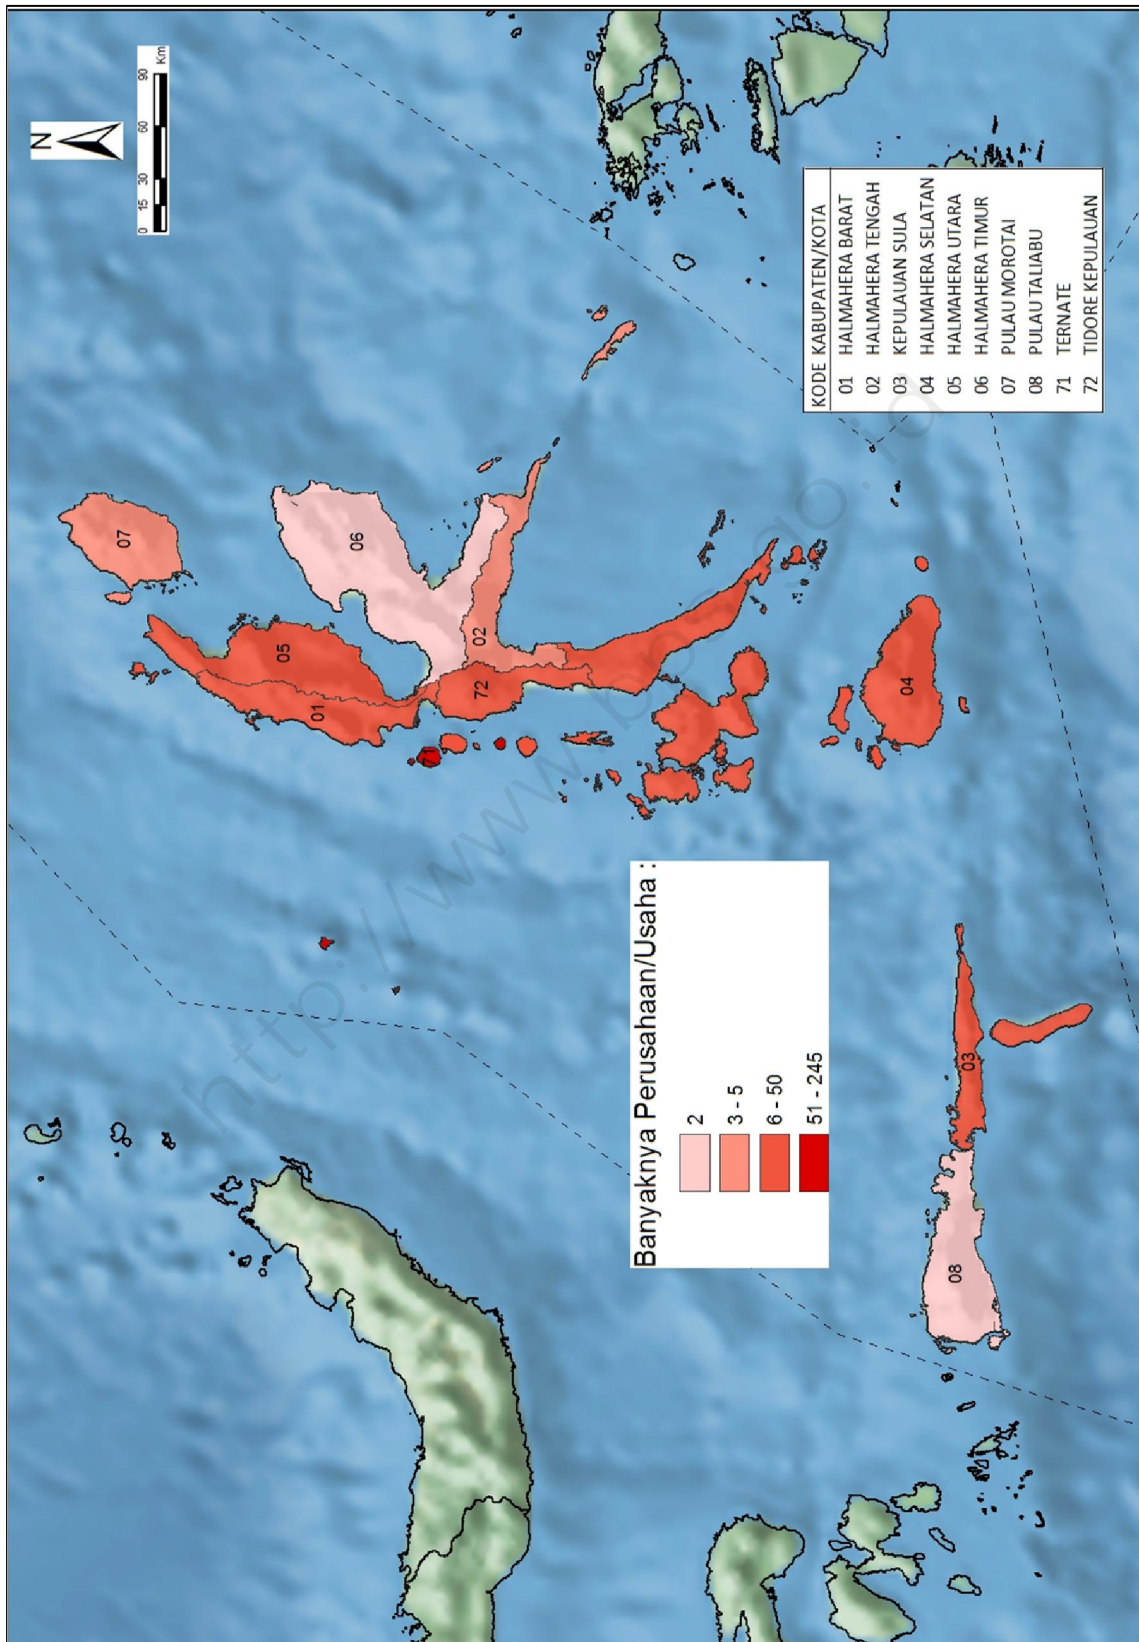 N
0 15 30 60 90
Km
07
06
05
01
02
72
71
04
03
08
Banyaknya Perusahaan/Usaha :
2
3 - 5
6 - 50
51 - 245
KODE KABUPATEN/KOTA
01 HALMAHERA BARAT
02 HALMAHERA TENGAH
03 KEPULAUAN SULA
04 HALMAHERA SELATAN
05 HALMAHERA UTARA
06 HALMAHERA TIMUR
07 PULAU MOROTAI
08 PULAU TALIABU
71 TERNATE
72 TIDORE KEPULAUAN
http://www.bps.go.id